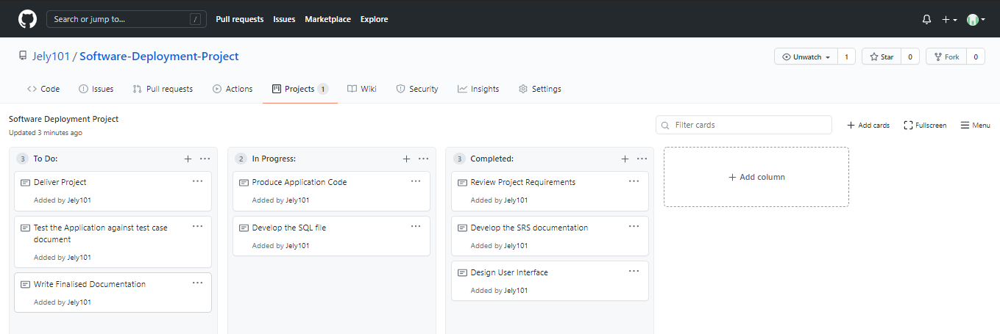 Search or jump to... /
Pull requests Issues Marketplace Explore
Jely101 / Software-Deployment-Project
Unwatch 1 Star 0 Fork 0
Code Issues Pull requests Actions Projects 1 Wiki Security Insights Settings
Software Deployment Project
Updated 3 minutes ago
Filter cards
Add cards Fullscreen Menu
3 To Do:
Deliver Project
Added by Jely101
Test the Application against test case
document
Added by Jely101
Write Finalised Documentation
Added by Jely101
2 In Progress:
Produce Application Code
Added by Jely101
Develop the SQL file
Added by Jely101
3 Completed:
Review Project Requirements
Added by Jely101
Develop the SRS documentation
Added by Jely101
Design User Interface
Added by Jely101
+ Add column